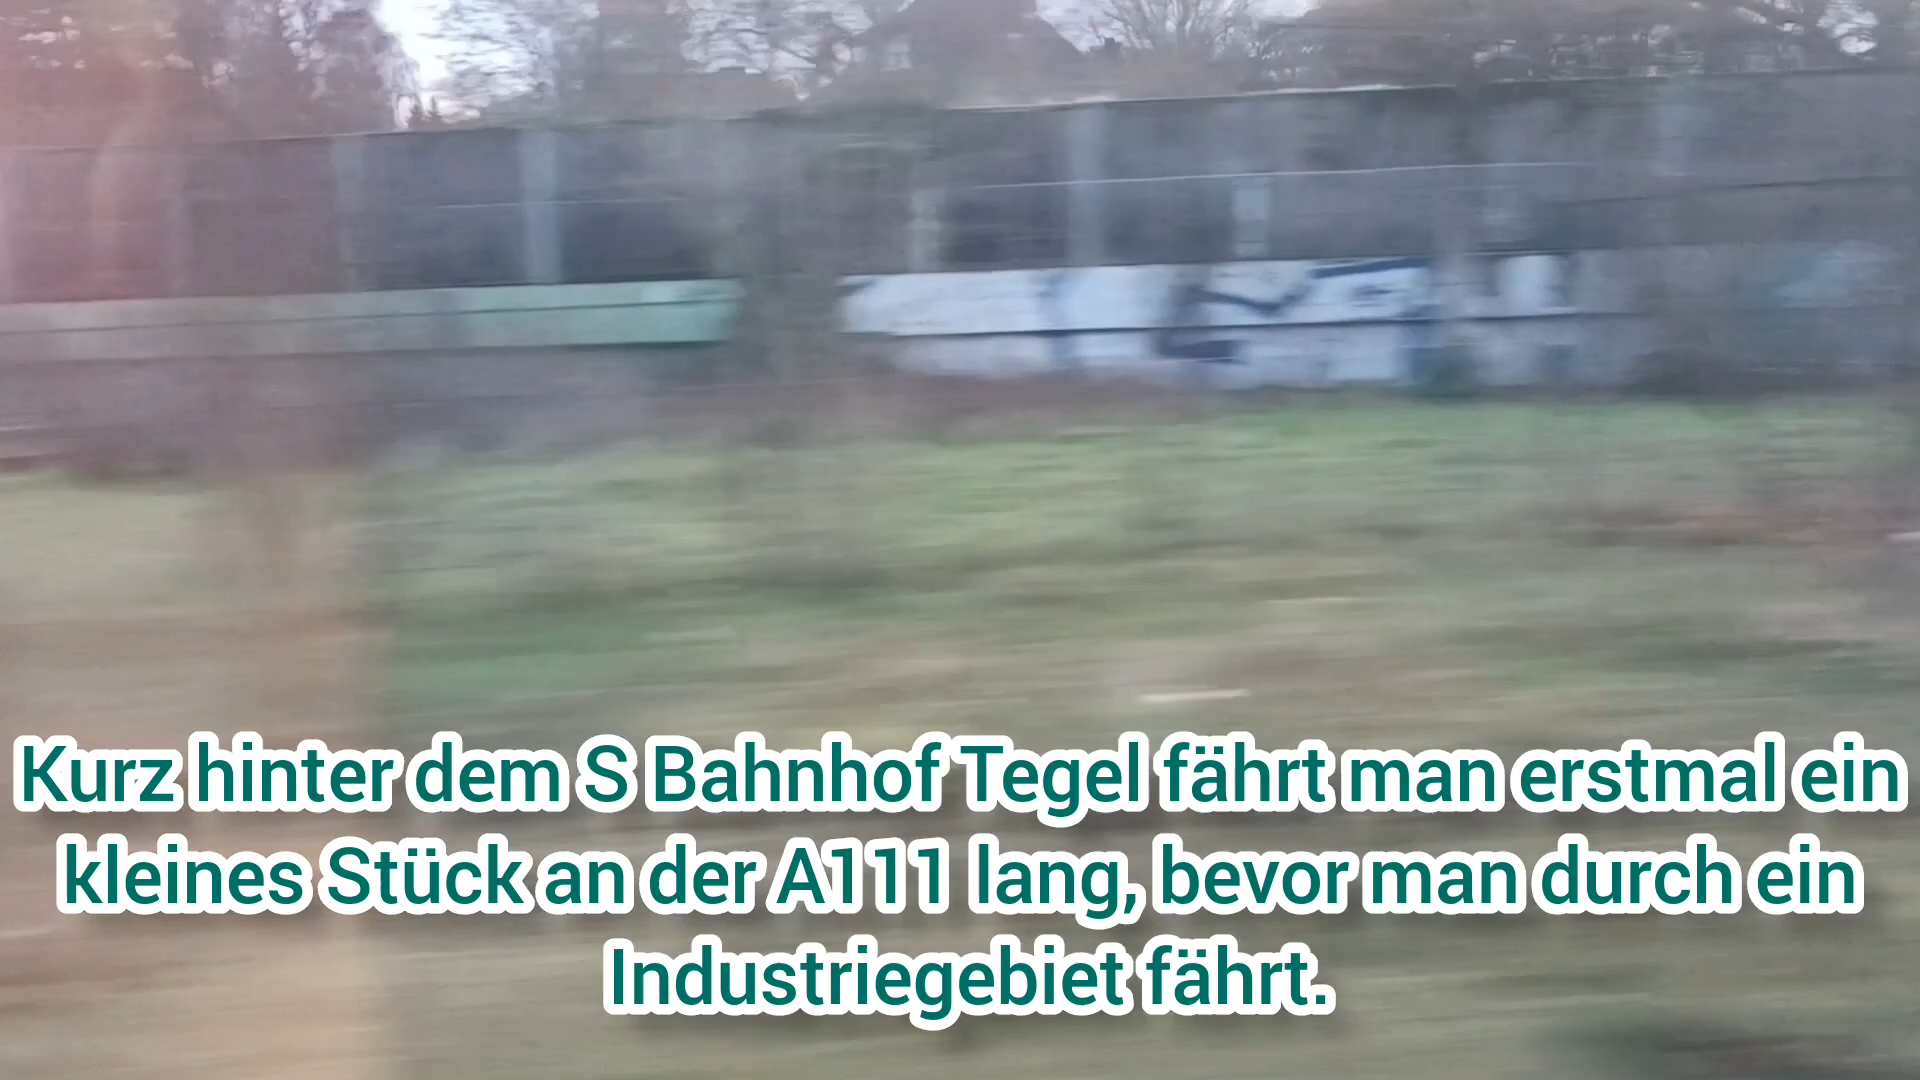 Kurz hinter dem S Bahnhof Tegel fährt man erstmal ein
kleines Stück an der A111 lang, bevor man durch ein
Industriegebiet fährt.